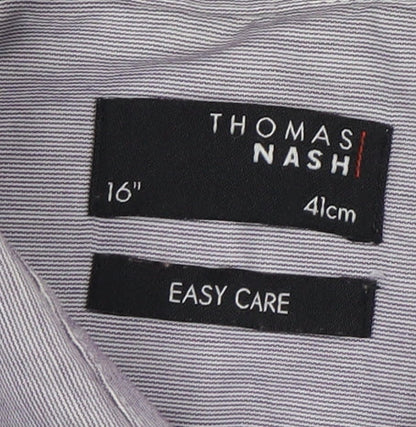 THOMAS
NASH
16" 41cm
EASY CARE